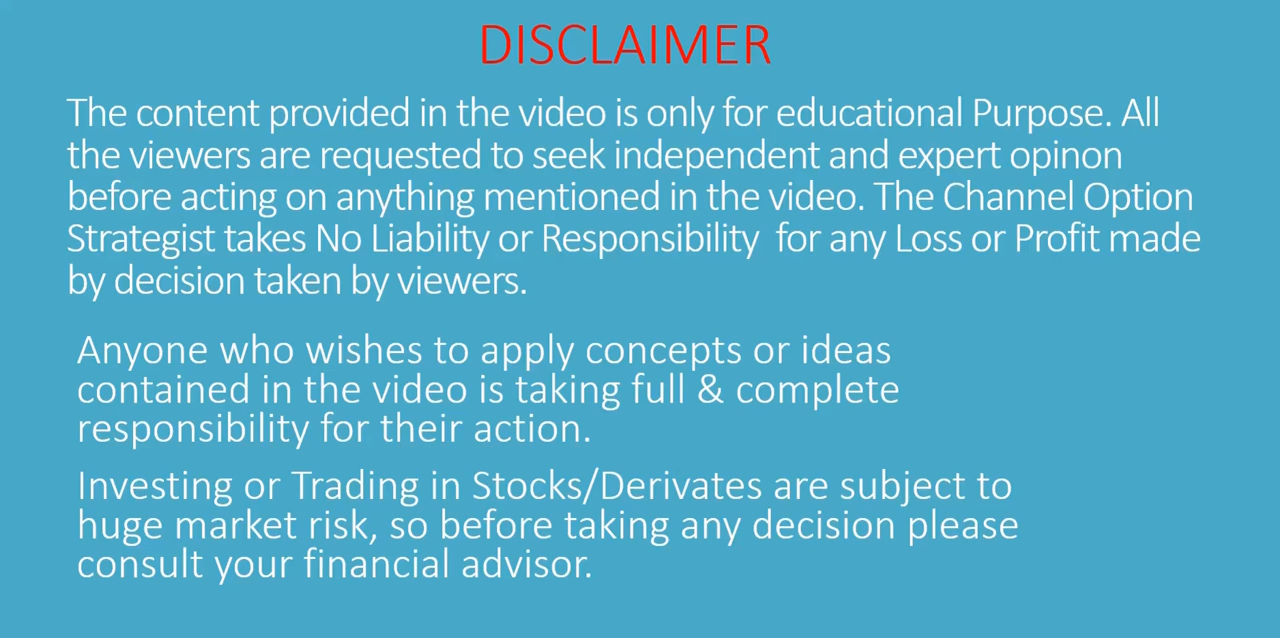 DISCLAIMER
The content provided in the video is only for educational Purpose. All
the viewers are requested to seek independent and expert opinon
before acting on anything mentioned in the video. The Channel Option
Strategist takes No Liability or Responsibility  for any Loss or Profit made
by decision taken by viewers.
Anyone who wishes to apply concepts or ideas
contained in the video is taking full & complete
responsibility for their action.
Investing or Trading in Stocks/Derivates are subject to
huge market risk, so before taking any decision please
consult your financial advisor.